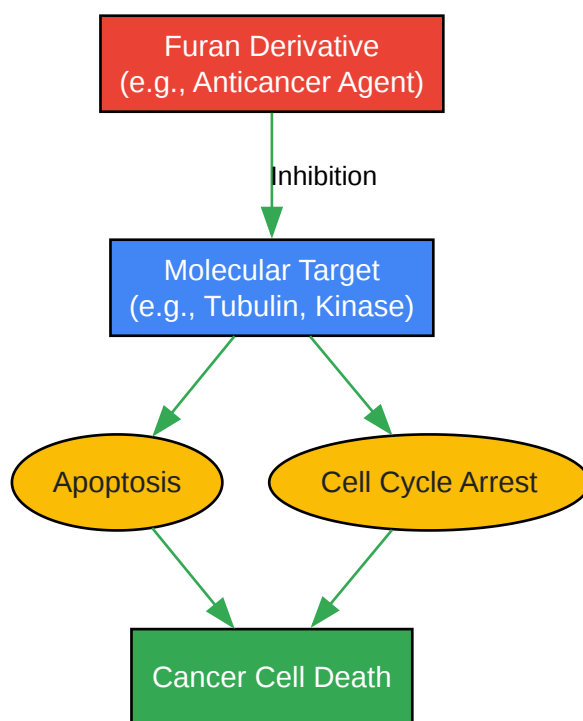 Furan Derivative
(e.g., Anticancer Agent)
Inhibition
Molecular Target
(e.g., Tubulin, Kinase)
Apoptosis
Cell Cycle Arrest
Cancer Cell Death